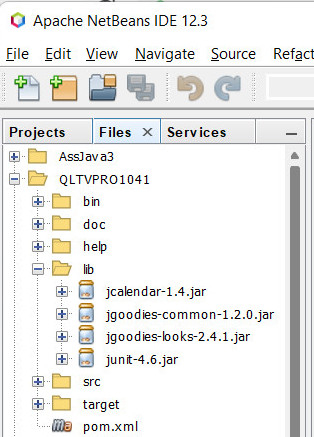 Apache NetBeans IDE 12.3
File Edit View Navigate Source Refact
Projects Files × Services
AssJava3
QLTVPRO1041
bin
doc
help
lib
jcalendar-1.4.jar
jgoodies-common-1.2.0.jar
jgoodies-looks-2.4.1.jar
junit-4.6.jar
src
target
ma pom.xml